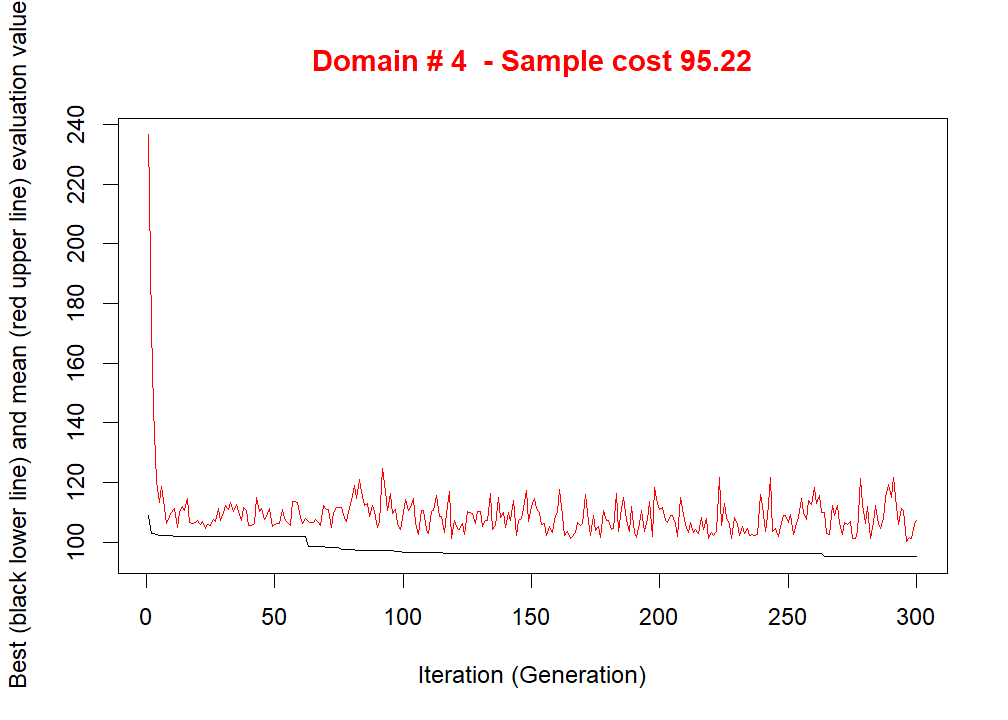 Domain # 4  - Sample cost 95.22
Best (black lower line) and mean (red upper line) evaluation value
240
220
200
180
160
140
120
100
0 50 100 150 200 250 300
Iteration (Generation)